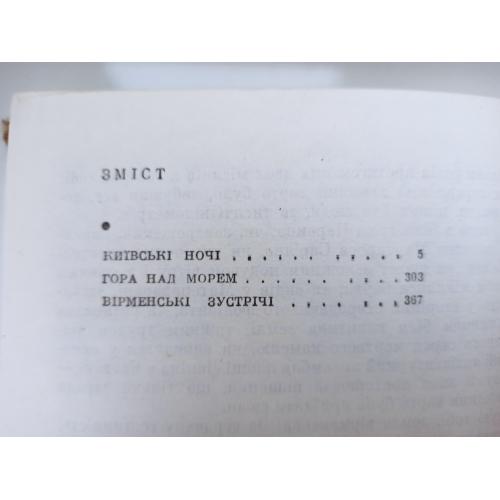 ЗМІСТ
КИЇВСЬКІ НОЧІ . . . . . . . . . . 5
ГОРА НАД МОРЕМ . . . . . . . . . 303
ВІРМЕНСЬКІ ЗУСТРІЧІ . . . . . . . . 367